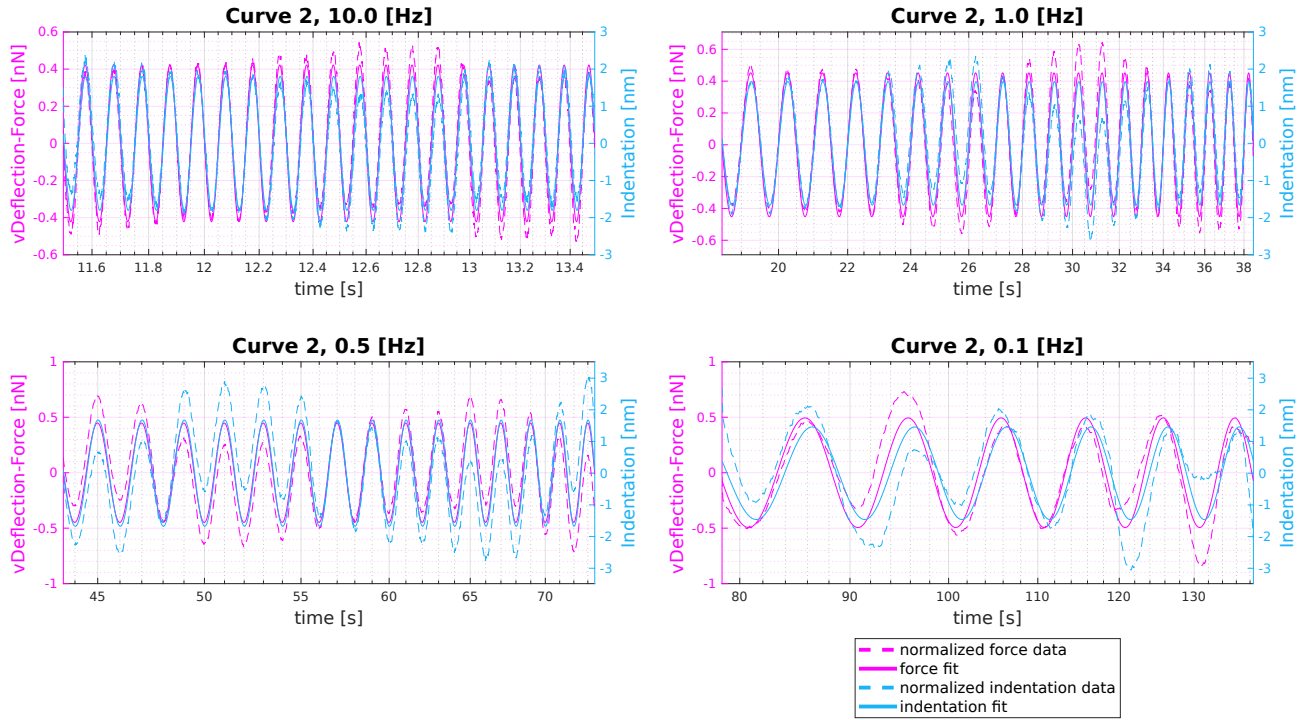 Curve 2, 10.0 [Hz]
vDeflection-Force [nN]
0.6
0.4
0.2
0
-0.2
-0.4
-0.6
3
2
1
0
-1
-2
-3
Indentation [nm]
11.6 11.8 12 12.2 12.4 12.6 12.8 13 13.2 13.4
time [s]
Curve 2, 1.0 [Hz]
vDeflection-Force [nN]
0.6
0.4
0.2
0
-0.2
-0.4
-0.6
3
2
1
0
-1
-2
-3
Indentation [nm]
20 22 24 26 28 30 32 34 36 38
time [s]
Curve 2, 0.5 [Hz]
vDeflection-Force [nN]
1
0.5
0
-0.5
-1
3
2
1
0
-1
-2
-3
Indentation [nm]
45 50 55 60 65 70
time [s]
Curve 2, 0.1 [Hz]
vDeflection-Force [nN]
1
0.5
0
-0.5
-1
3
2
1
0
-1
-2
-3
Indentation [nm]
80 90 100 110 120 130
time [s]
normalized force data
force fit
normalized indentation data
indentation fit